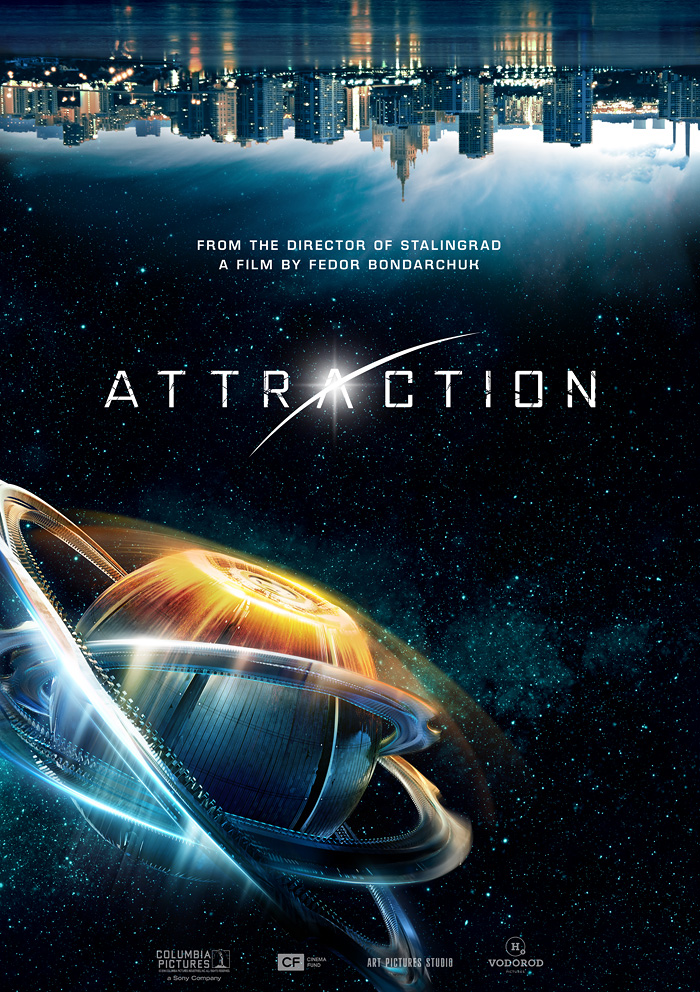 FROM THE DIRECTOR OF STALINGRAD
A FILM BY FEDOR BONDARCHUK
ATTRACTION
COLUMBIA
PICTURES
a Sony Company
CF CINEMA
FUND
ART PICTURES STUDIO
H
VODOROD
PICTURES